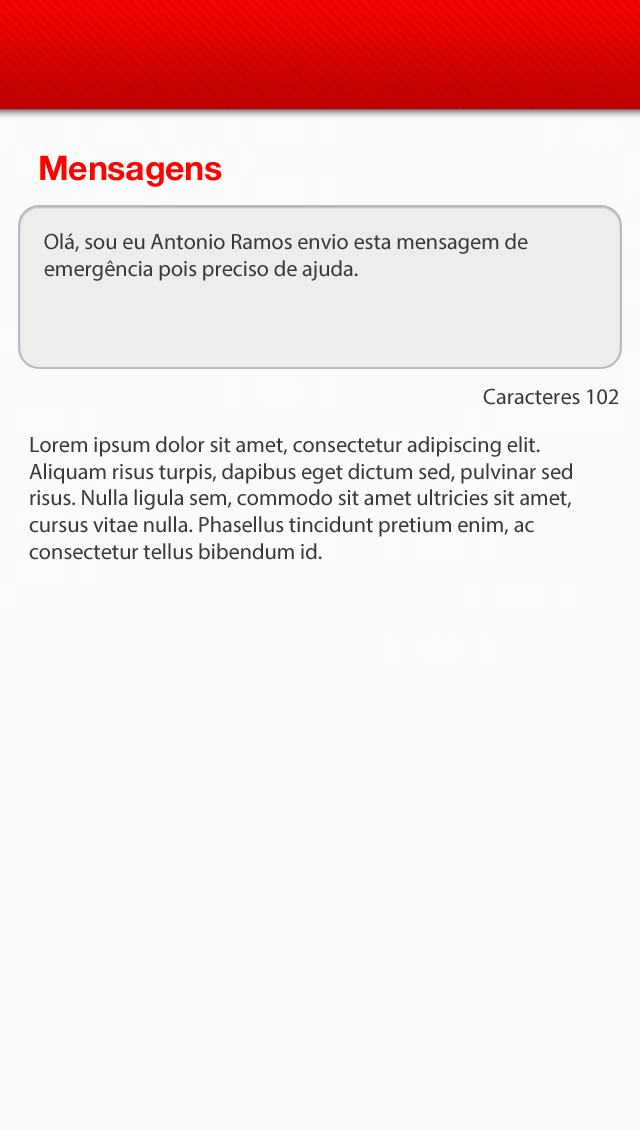 Mensagens
Olá, sou eu Antonio Ramos envio esta mensagem de
emergência pois preciso de ajuda.
Caracteres 102
Lorem ipsum dolor sit amet, consectetur adipiscing elit.
Aliquam risus turpis, dapibus eget dictum sed, pulvinar sed
risus. Nulla ligula sem, commodo sit amet ultricies sit amet,
cursus vitae nulla. Phasellus tincidunt pretium enim, ac
consectetur tellus bibendum id.